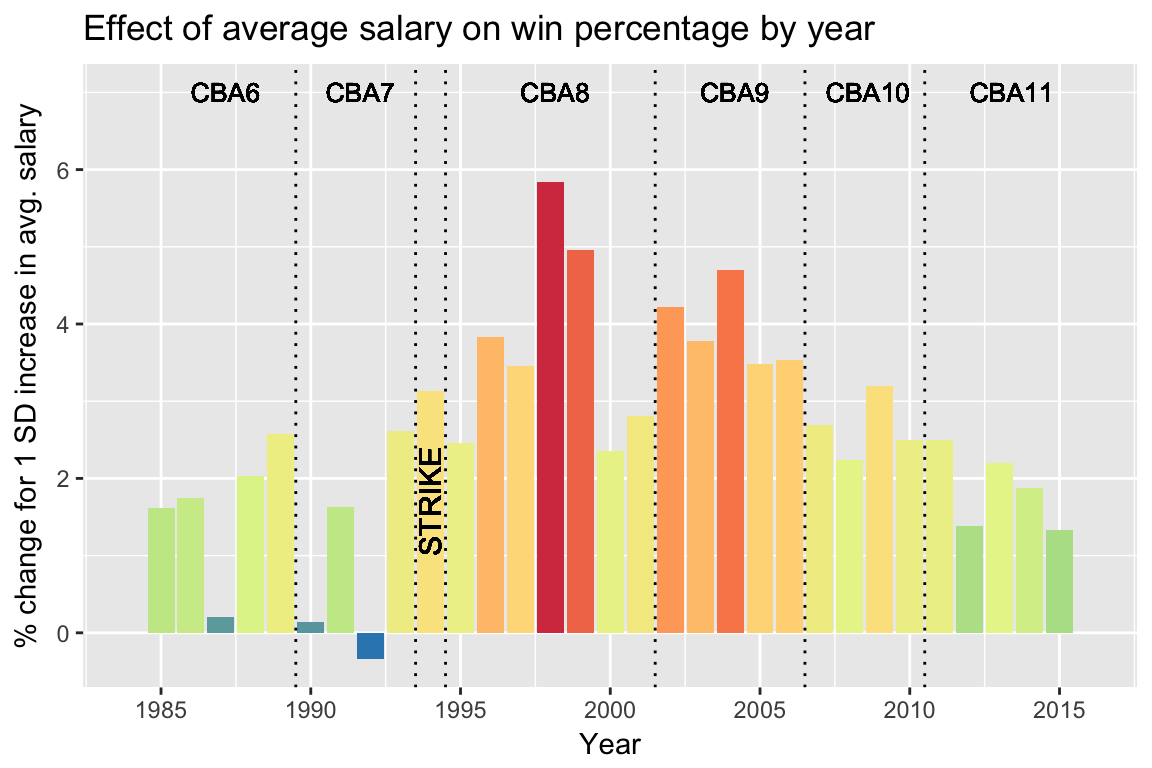 Effect of average salary on win percentage by year
CBA6 CBA7 CBA8 CBA9 CBA10 CBA11
% change for 1 SD increase in avg. salary
6
4
2
0
STRIKE
1985 1990 1995 2000 2005 2010 2015
Year